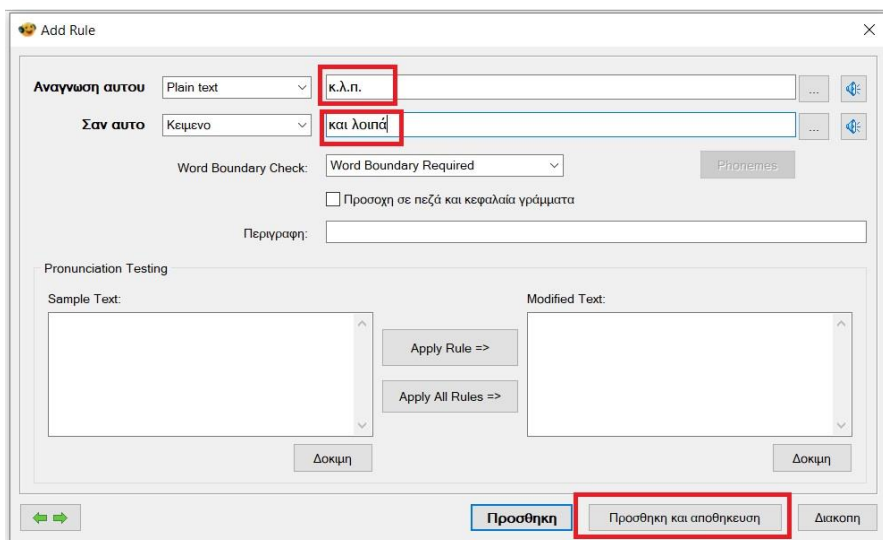 Add Rule
Αναγνωση αυτου Plain text κ.λ.π. ...
Σαν αυτο Κειμενο και λοιπά ...
Word Boundary Check: Word Boundary Required Phonemes
Προσοχη σε πεζά και κεφαλαία γράμματα
Περιγραφη:
Pronunciation Testing
Sample Text: Modified Text:
Apply Rule =>
Apply All Rules =>
Δοκιμη Δοκιμη
Προσθηκη Προσθηκη και αποθηκευση Διακοπη